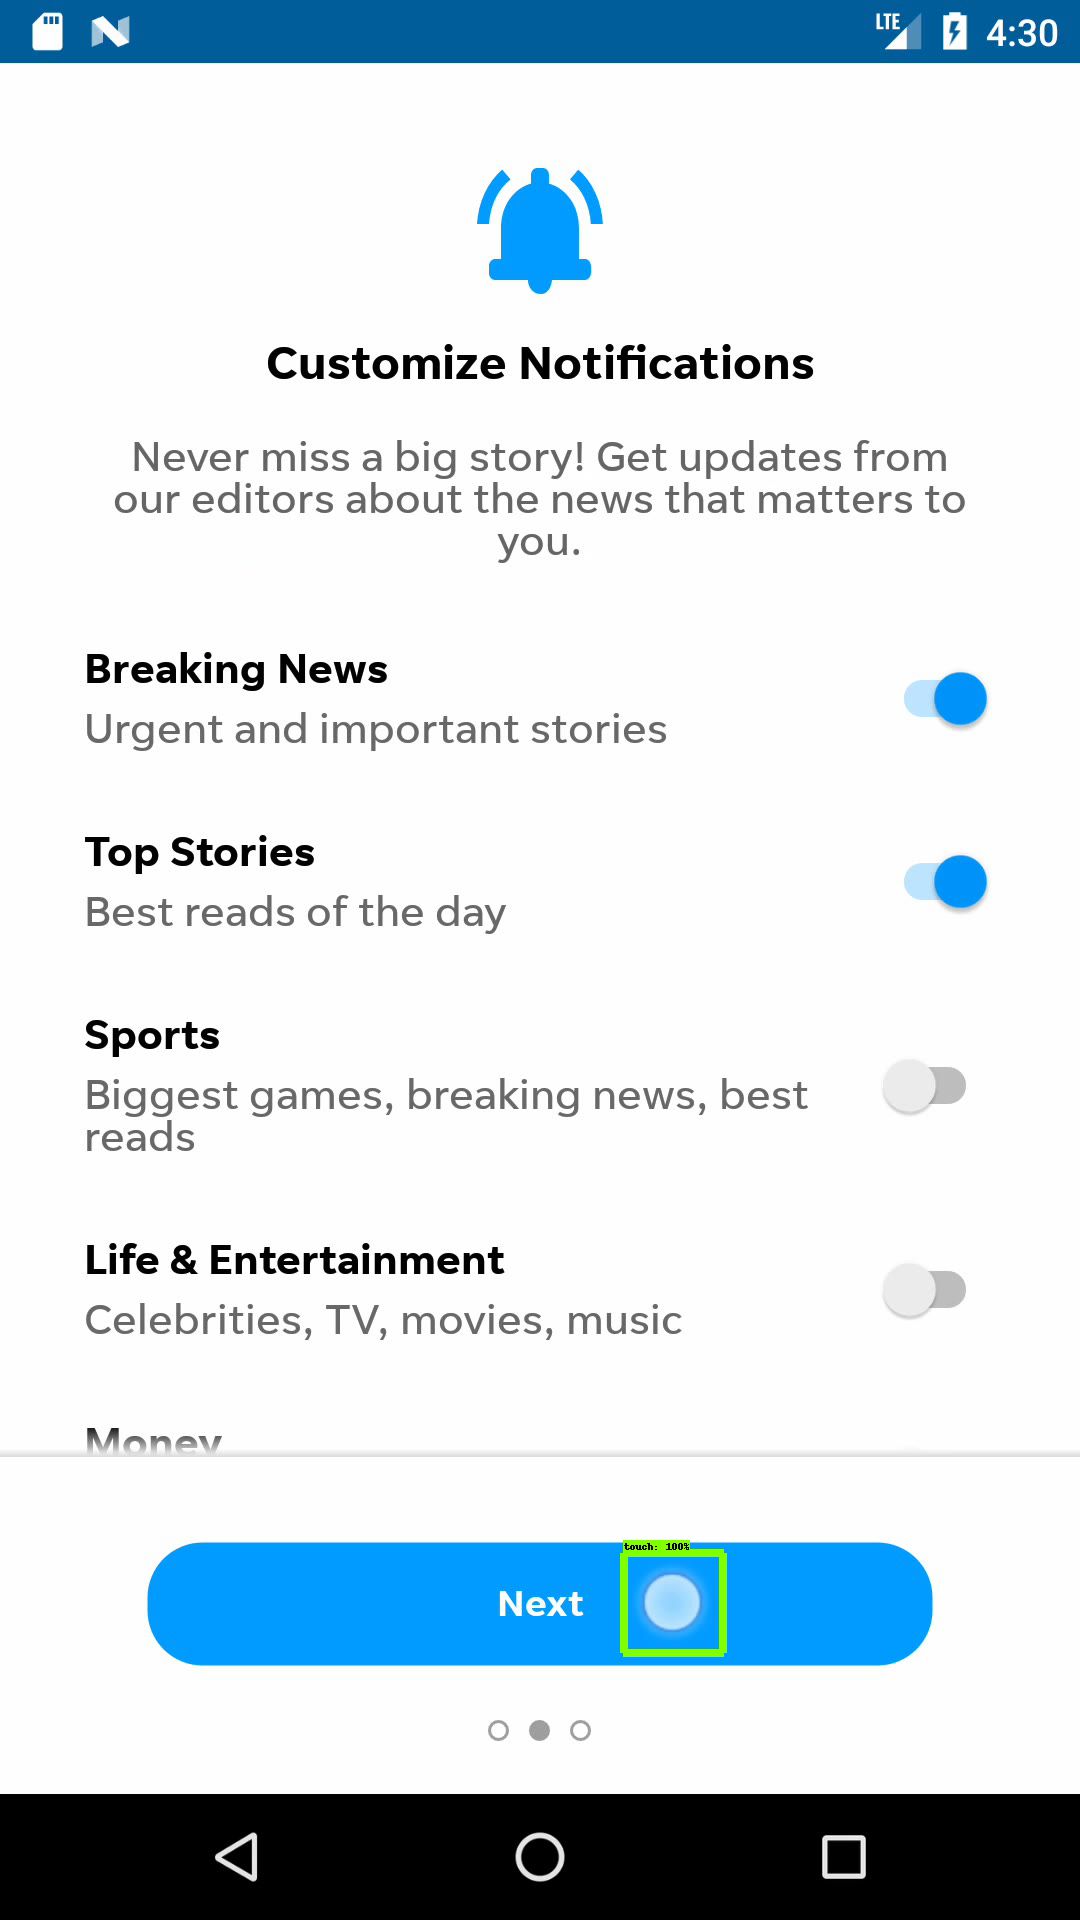 LTE 4:30
Customize Notifications
Never miss a big story! Get updates from
our editors about the news that matters to
you.
Breaking News
Urgent and important stories
Top Stories
Best reads of the day
Sports
Biggest games, breaking news, best
reads
Life & Entertainment
Celebrities, TV, movies, music
Money
touch: 100%
Next